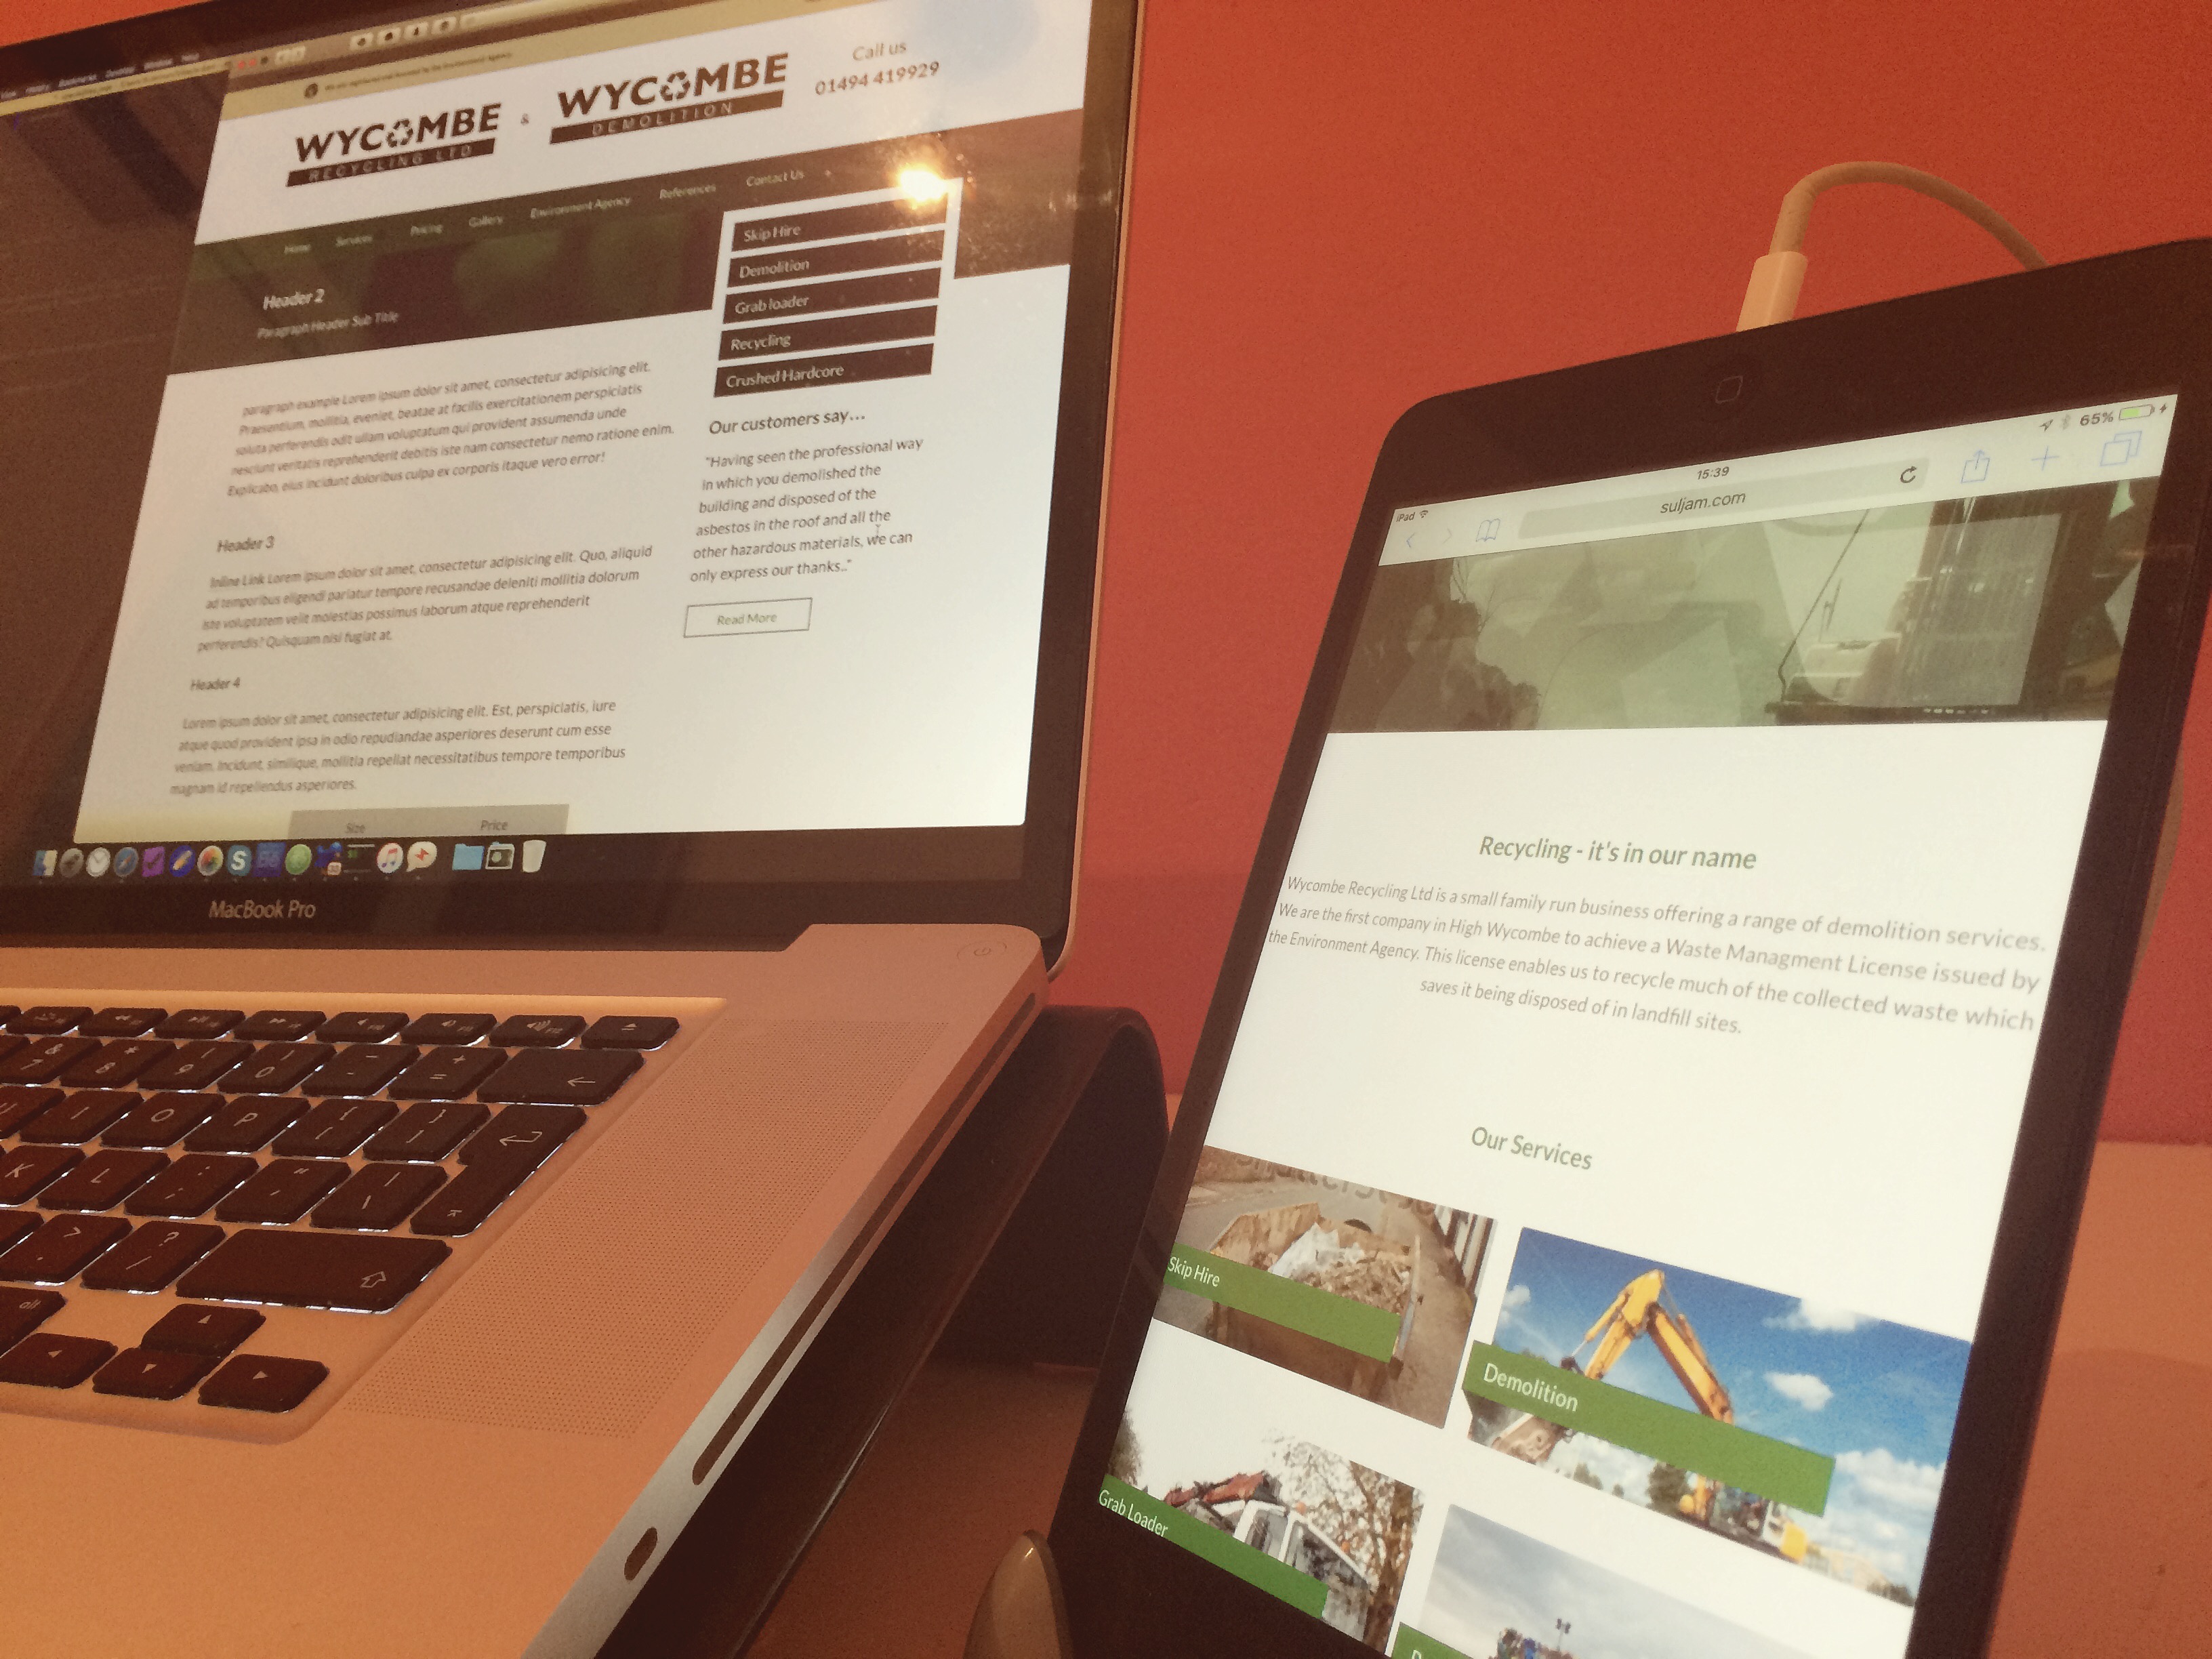 WYCOMBE
RECYCLING LTD
&
WYCOMBE
DEMOLITION
Call us
01494 419929
Home
Services
Pricing
Gallery
Environment Agency
References
Contact Us
Header 2
Paragraph Header Sub Title
Skip Hire
Demolition
Grab loader
Recycling
Crushed Hardcore
paragraph example Lorem ipsum dolor sit amet, consectetur adipisicing elit.
Praesentium, mollitia, eveniet, beatae at facilis exercitationem perspiciatis
soluta perferendis odit ullam voluptatum qui provident assumenda unde
nesciunt veritatis reprehenderit debitis iste nam consectetur nemo ratione enim.
Explicabo, eius incidunt doloribus culpa ex corporis itaque vero error!
Header 3
Inline Link Lorem ipsum dolor sit amet, consectetur adipisicing elit. Quo, aliquid
ad temporibus eligendi pariatur tempore recusandae deleniti mollitia dolorum
iste voluptatem velit molestias possimus laborum atque reprehenderit
perferendis? Quisquam nisi fugiat at.
Header 4
Lorem ipsum dolor sit amet, consectetur adipisicing elit. Est, perspiciatis, iure
atque quod provident ipsa in odio repudiandae asperiores deserunt cum esse
veniam. Incidunt, similique, mollitia repellat necessitatibus tempore temporibus
magnam id repellendus asperiores.
Size
Price
Our customers say...
"Having seen the professional way
in which you demolished the
building and disposed of the
asbestos in the roof and all the
other hazardous materials, we can
only express our thanks.."
Read More
MacBook Pro
iPad
15:39
65%
suljam.com
Recycling - it's in our name
Wycombe Recycling Ltd is a small family run business offering a range of demolition services.
We are the first company in High Wycombe to achieve a Waste Managment License issued by
the Environment Agency. This license enables us to recycle much of the collected waste which
saves it being disposed of in landfill sites.
Our Services
Skip Hire
Demolition
Grab Loader
7 8 9 0 - + =
I O P { [ } ]
K L : ; " ' \ |
> . ? /
alt